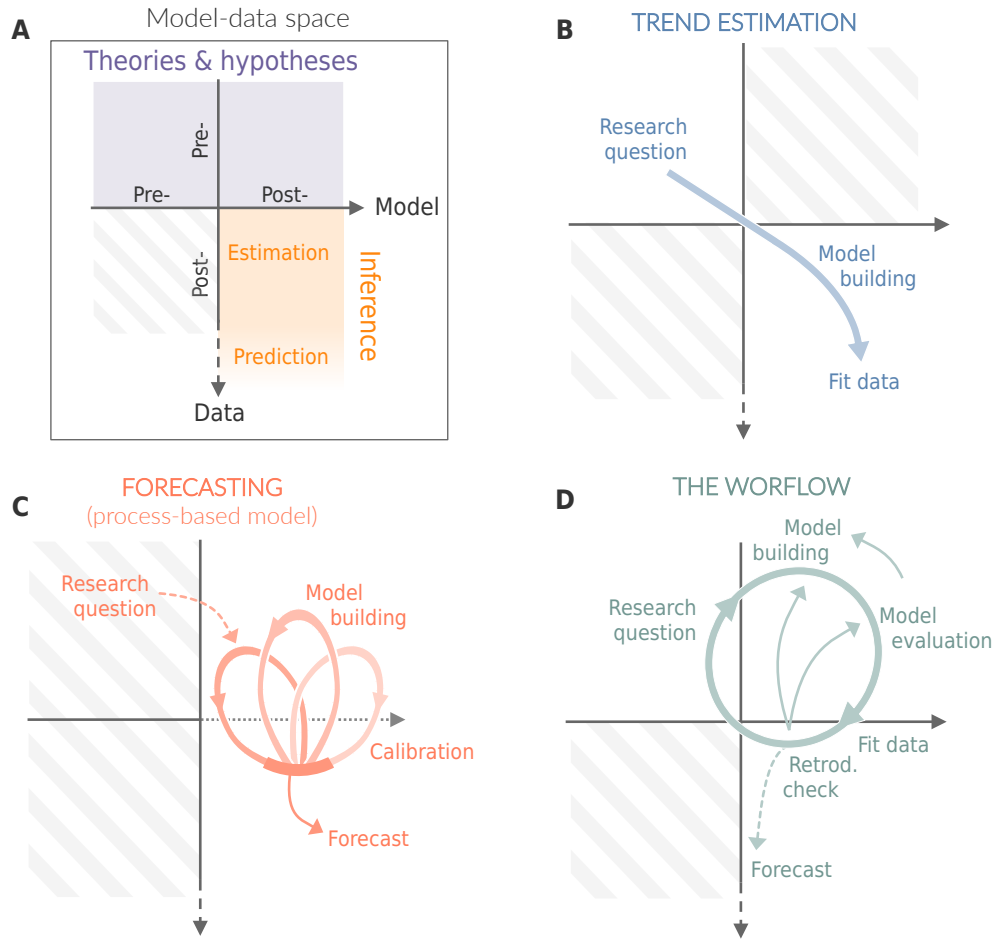 A
Model-data space
Theories & hypotheses
Pre-
Pre-
Post-
Model
Post-
Estimation
Prediction
Inference
Data
B
TREND ESTIMATION
Research
question
Model
building
Fit data
C
FORECASTING
(process-based model)
Research
question
Model
building
Calibration
Forecast
D
THE WORFLOW
Model
building
Research
question
Model
evaluation
Fit data
Retrod.
check
Forecast